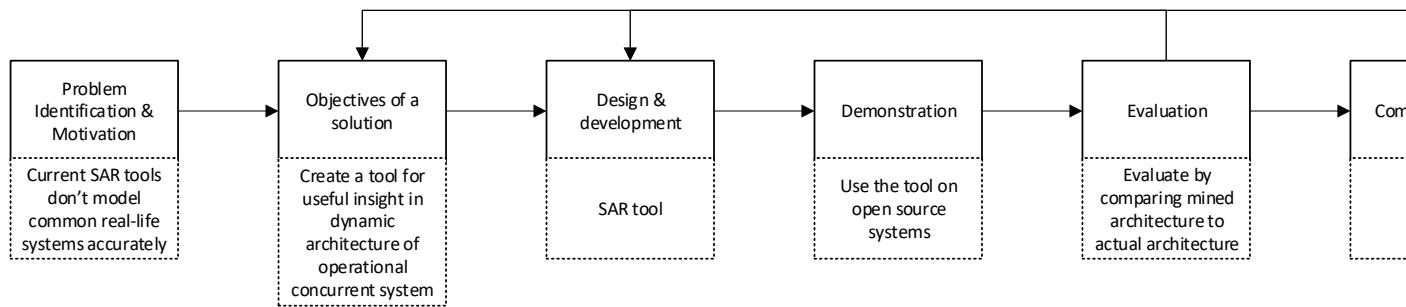 Problem
Identification &
Motivation
Current SAR tools
don't model
common real-life
systems accurately
Objectives of a
solution
Create a tool for
useful insight in
dynamic
architecture of
operational
concurrent system
Design &
development
SAR tool
Demonstration
Use the tool on
open source
systems
Evaluation
Evaluate by
comparing mined
architecture to
actual architecture
Com